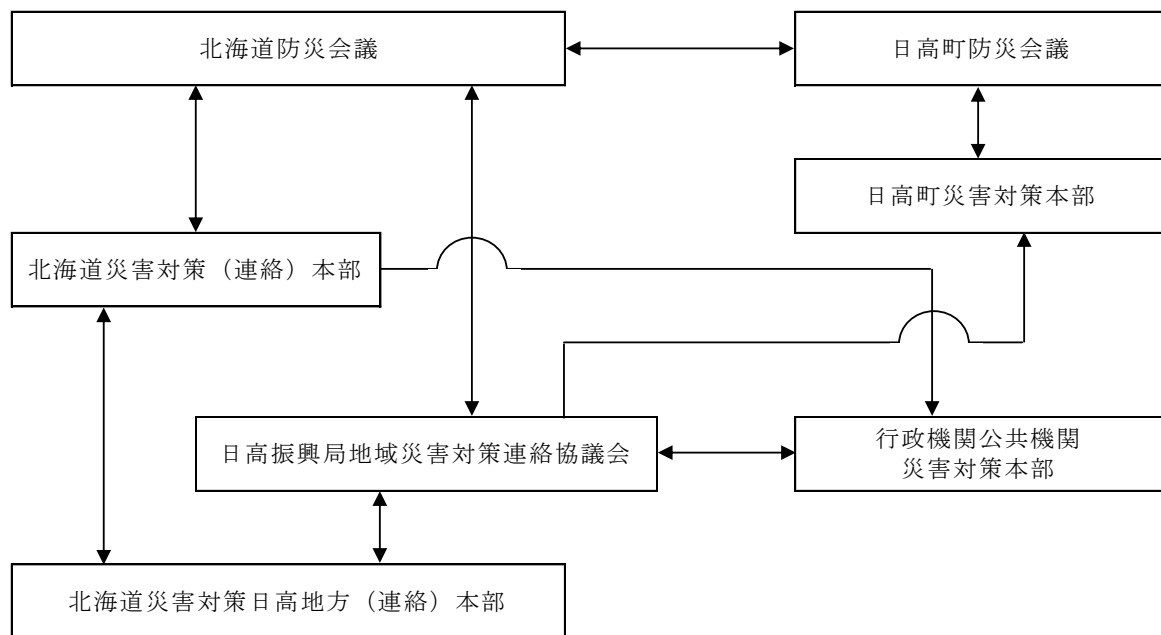 北海道防災会議
日高町防災会議
日高町災害対策本部
北海道災害対策（連絡）本部
日高振興局地域災害対策連絡協議会
行政機関公共機関
災害対策本部
北海道災害対策日高地方（連絡）本部